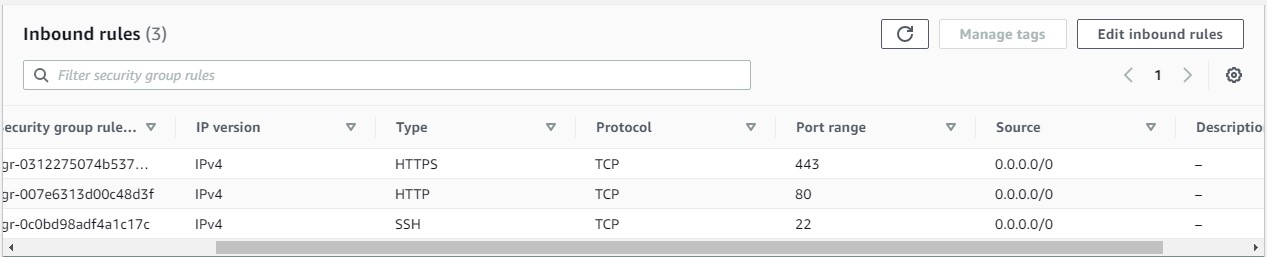 Inbound rules (3)
Manage tags
Edit inbound rules
Filter security group rules
1
ecurity group rule...
IP version
Type
Protocol
Port range
Source
Descriptio
gr-0312275074b537... IPv4 HTTPS TCP 443 0.0.0.0/0 –
gr-007e6313d00c48d3f IPv4 HTTP TCP 80 0.0.0.0/0 –
gr-0c0bd98adf4a1c17c IPv4 SSH TCP 22 0.0.0.0/0 –